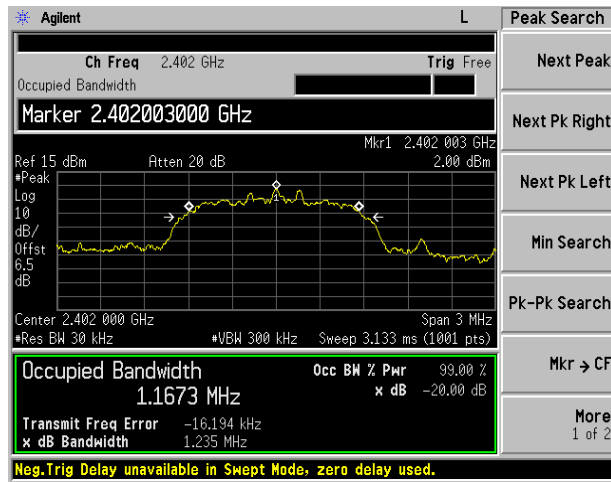 Agilent L Peak Search
Ch Freq 2.402 GHz Trig Free
Occupied Bandwidth
Marker 2.402003000 GHz
Mkr1 2.402 003 GHz
Ref 15 dBm Atten 20 dB 2.00 dBm
#Peak
Log
10
dB/
Offst
6.5
dB
1
Center 2.402 000 GHz Span 3 MHz
#Res BW 30 kHz #VBW 300 kHz Sweep 3.133 ms (1001 pts)
Occupied Bandwidth Occ BW % Pwr 99.00 %
1.1673 MHz x dB -20.00 dB
Transmit Freq Error -16.194 kHz
x dB Bandwidth 1.235 MHz
Neg.Trig Delay unavailable in Swept Mode, zero delay used.
Next Peak
Next Pk Right
Next Pk Left
Min Search
Pk-Pk Search
Mkr → CF
More
1 of 2